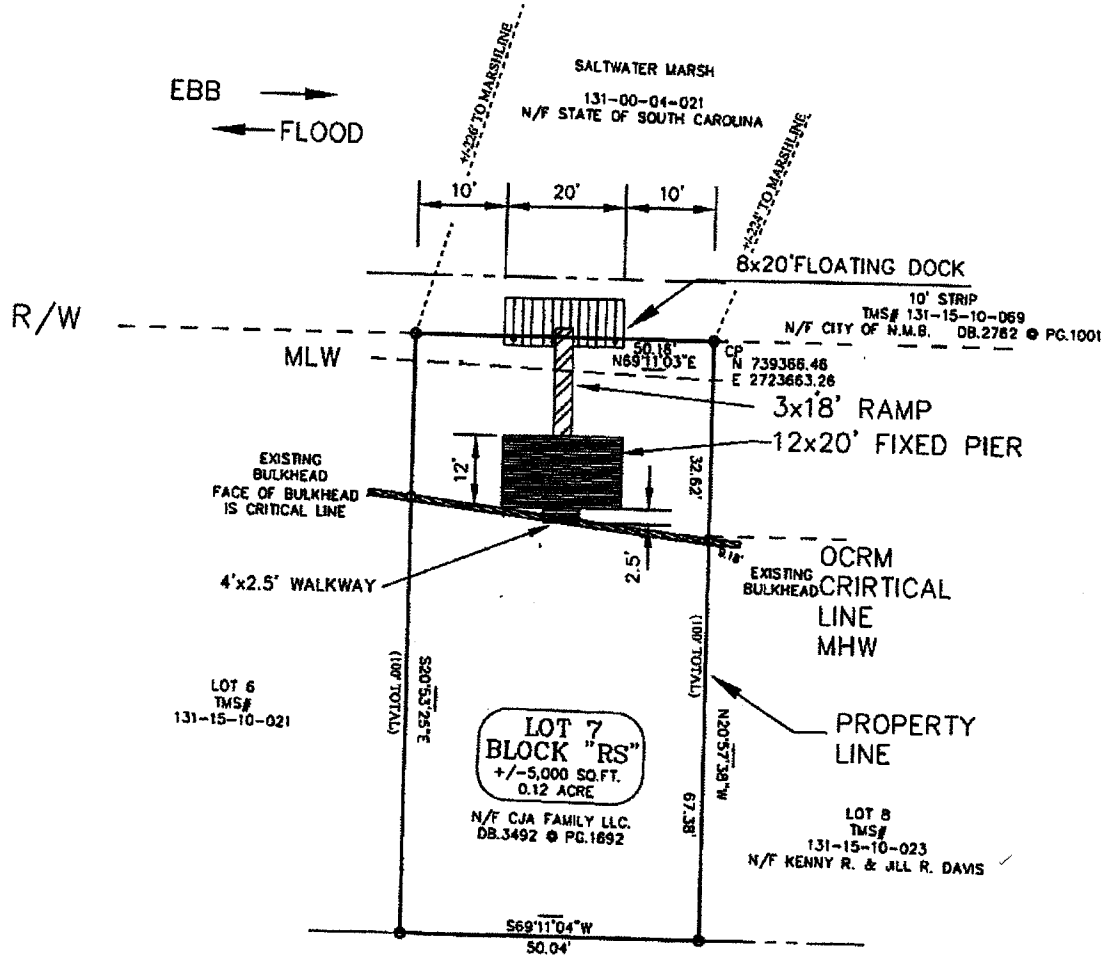 SALTWATER MARSH
131-00-04-021
N/F STATE OF SOUTH CAROLINA
EBB
FLOOD
+/-226' TO MARSHLINE
+/-224' TO MARSHLINE
10'
20'
10'
8x20' FLOATING DOCK
10' STRIP
TMS# 131-15-10-069
N/F CITY OF N.M.B. DB.2762 @ PG.1001
R/W
MLW
50.16'
N69°11'03"E
CP
N 739366.46
E 2723663.26
3x18' RAMP
12x20' FIXED PIER
12'
32.62'
EXISTING
BULKHEAD
FACE OF BULKHEAD
IS CRITICAL LINE
2.5'
4'x2.5' WALKWAY
EXISTING
BULKHEAD
OCRM
CRIRTICAL
LINE
MHW
LOT 6
TMS#
131-15-10-021
S20°53'25"E
(100' TOTAL)
(100' TOTAL)
N20°57'38"W
67.38'
PROPERTY
LINE
LOT 7
BLOCK "RS"
+/-5,000 SQ.FT.
0.12 ACRE
N/F CJA FAMILY LLC.
DB.3492 @ PG.1692
LOT 8
TMS#
131-15-10-023
N/F KENNY R. & JILL R. DAVIS
S69°11'04"W
50.04'